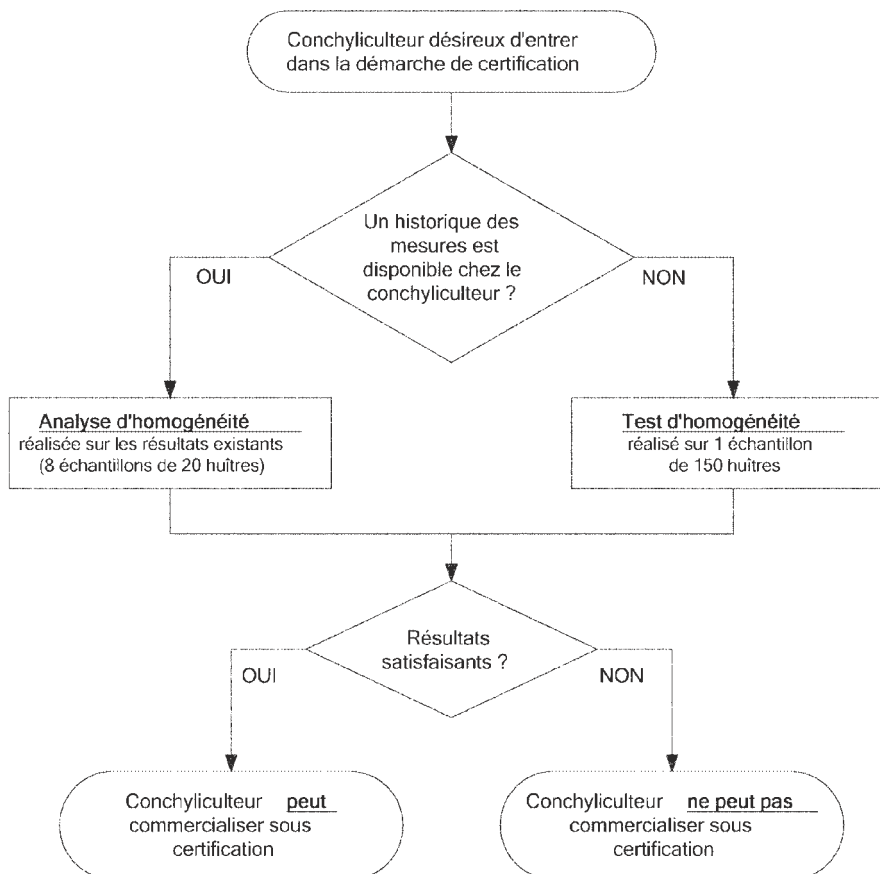 Conchyliculteur désireux d'entrer
dans la démarche de certification
Un historique des
mesures est
disponible chez le
conchyliculteur ?
OUI
NON
Analyse d'homogénéité
réalisée sur les résultats existants
(8 échantillons de 20 huîtres)
Test d'homogénéité
réalisé sur 1 échantillon
de 150 huîtres
Résultats
satisfaisants ?
OUI
NON
Conchyliculteur peut
commercialiser sous
certification
Conchyliculteur ne peut pas
commercialiser sous
certification